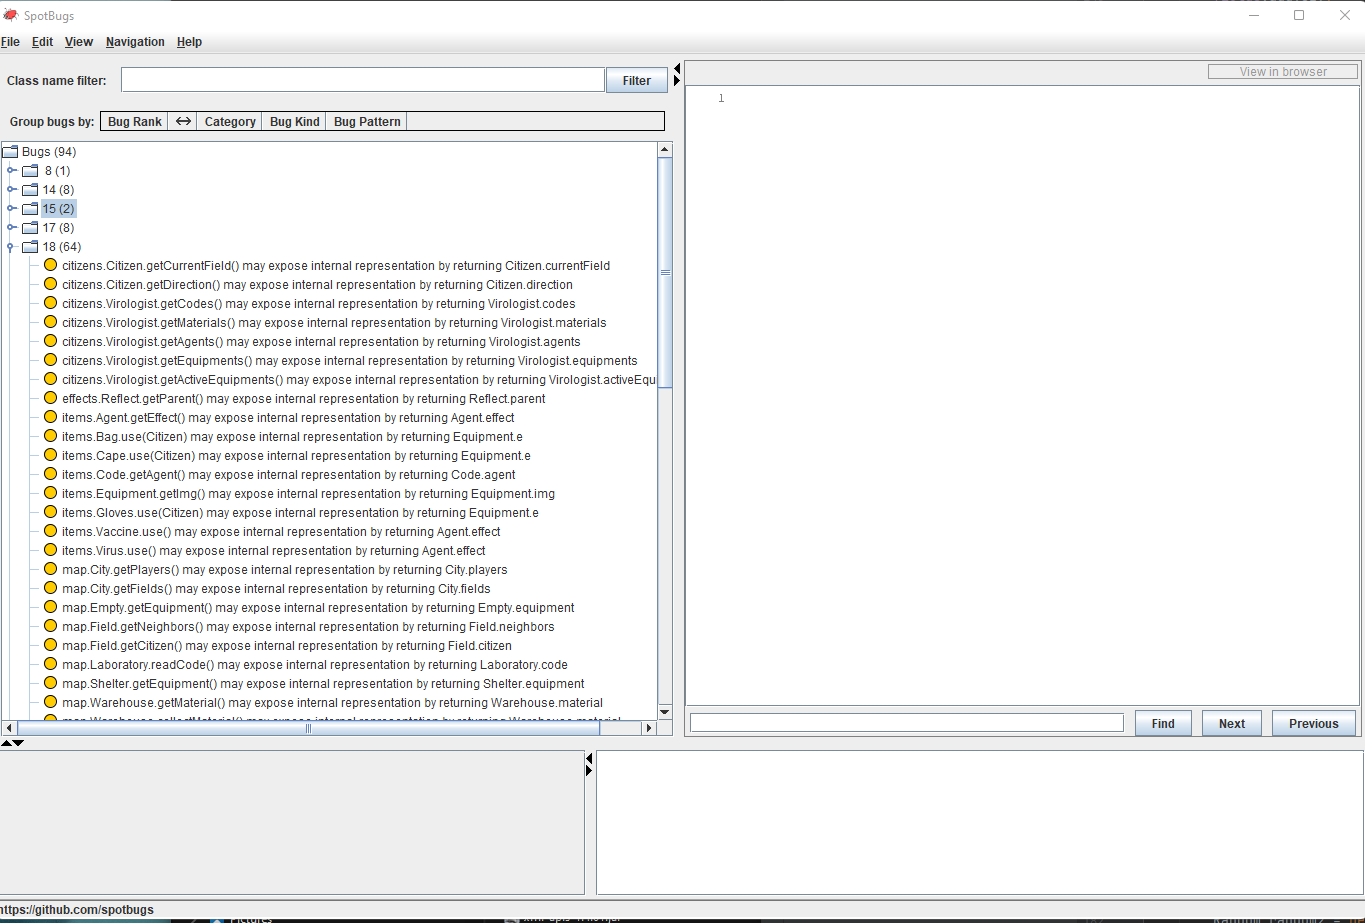 SpotBugs
File Edit View Navigation Help
Class name filter: Filter
View in browser
1
Group bugs by: Bug Rank <-> Category Bug Kind Bug Pattern
Bugs (94)
8 (1)
14 (8)
15 (2)
17 (8)
18 (64)
citizens.Citizen.getCurrentField() may expose internal representation by returning Citizen.currentField
citizens.Citizen.getDirection() may expose internal representation by returning Citizen.direction
citizens.Virologist.getCodes() may expose internal representation by returning Virologist.codes
citizens.Virologist.getMaterials() may expose internal representation by returning Virologist.materials
citizens.Virologist.getAgents() may expose internal representation by returning Virologist.agents
citizens.Virologist.getEquipments() may expose internal representation by returning Virologist.equipments
citizens.Virologist.getActiveEquipments() may expose internal representation by returning Virologist.activeEqu
effects.Reflect.getParent() may expose internal representation by returning Reflect.parent
items.Agent.getEffect() may expose internal representation by returning Agent.effect
items.Bag.use(Citizen) may expose internal representation by returning Equipment.e
items.Cape.use(Citizen) may expose internal representation by returning Equipment.e
items.Code.getAgent() may expose internal representation by returning Code.agent
items.Equipment.getImg() may expose internal representation by returning Equipment.img
items.Gloves.use(Citizen) may expose internal representation by returning Equipment.e
items.Vaccine.use() may expose internal representation by returning Agent.effect
items.Virus.use() may expose internal representation by returning Agent.effect
map.City.getPlayers() may expose internal representation by returning City.players
map.City.getFields() may expose internal representation by returning City.fields
map.Empty.getEquipment() may expose internal representation by returning Empty.equipment
map.Field.getNeighbors() may expose internal representation by returning Field.neighbors
map.Field.getCitizen() may expose internal representation by returning Field.citizen
map.Laboratory.readCode() may expose internal representation by returning Laboratory.code
map.Shelter.getEquipment() may expose internal representation by returning Shelter.equipment
map.Warehouse.getMaterial() may expose internal representation by returning Warehouse.material
map.Warehouse.collectMaterial() may expose internal representation by returning Warehouse.material
Find Next Previous
https://github.com/spotbugs
Pictures